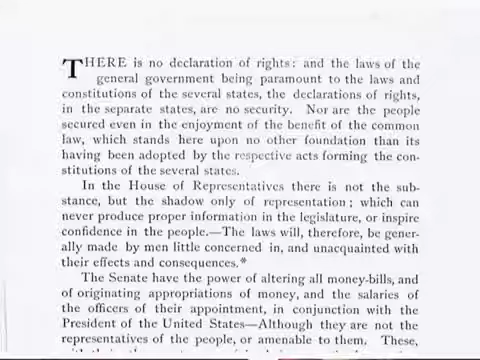 THERE is no declaration of rights: and the laws of the
general government being paramount to the laws and
constitutions of the several states, the declarations of rights,
in the separate states, are no security. Nor are the people
secured even in the enjoyment of the benefit of the common
law, which stands here upon no other foundation than its
having been adopted by the respective acts forming the con-
stitutions of the several states.
In the House of Representatives there is not the sub-
stance, but the shadow only of representation; which can
never produce proper information in the legislature, or inspire
confidence in the people.—The laws will, therefore, be gener-
ally made by men little concerned in, and unacquainted with
their effects and consequences.*
The Senate have the power of altering all money-bills, and
of originating appropriations of money, and the salaries of
the officers of their appointment, in conjunction with the
President of the United States—Although they are not the
representatives of the people, or amenable to them. These,